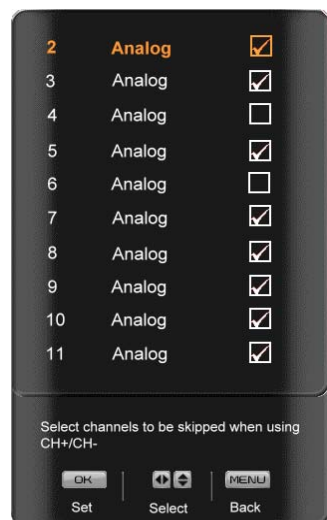 2 Analog
3 Analog
4 Analog
5 Analog
6 Analog
7 Analog
8 Analog
9 Analog
10 Analog
11 Analog
Select channels to be skipped when using
CH+/CH-
OK MENU
Set Select Back